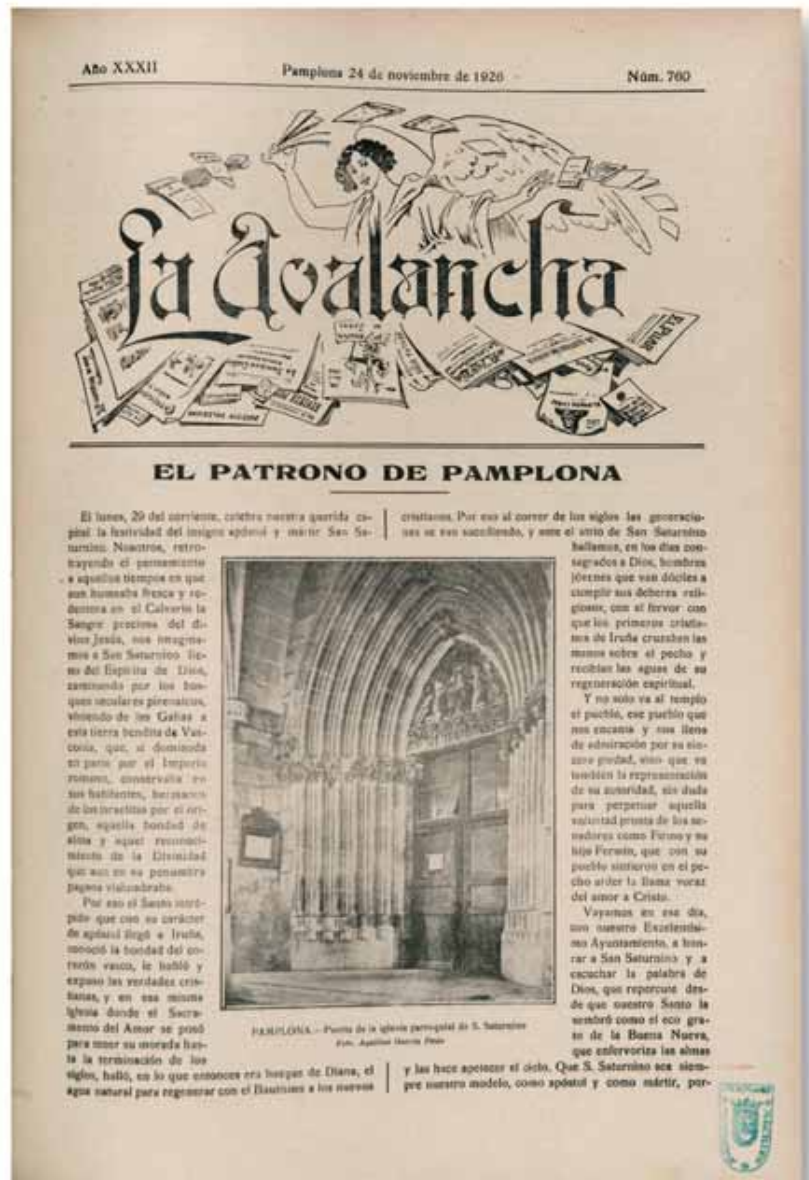 Año XXXII
Pamplona 24 de noviembre de 1926
Núm. 760
La Avalancha
EL PILAR
EL PATRONO DE PAMPLONA
El lunes, 29 del corriente, celebra nuestra querida ca-
pital la festividad del insigne apóstol y mártir San Sa-
turnino. Nosotros, retro-
trayendo el pensamiento
a aquellos tiempos en que
aun humeaba fresca y re-
dentora en el Calvario la
Sangre preciosa del di-
vino Jesús, nos imagina-
mos a San Saturnino lle-
no del Espíritu de Dios,
caminando por los bos-
ques seculares pirenaicos,
viniendo de las Galias a
esta tierra bendita de Vas-
conia, que, si dominada
en parte por el Imperio
romano, conservaba en
sus habitantes, hermanos
de los israelitas por el ori-
gen, aquella bondad de
alma y aquel reconoci-
miento de la Divinidad
que aun en su penumbra
pagana vislumbraba.
Por eso el Santo intré-
pido que con su carácter
de apóstol llegó a Iruña,
conoció la bondad del co-
razón vasco, le habló y
expuso las verdades cris-
tianas, y en esa misma
Iglesia donde el Sacra-
mento del Amor se posó
para tener su morada has-
ta la terminación de los
siglos, halló, en lo que entonces era bosque de Diana, el
agua natural para regenerar con el Bautismo a los nuevos
cristianos. Por eso al correr de los siglos las generacio-
nes se van sucediendo, y ante el atrio de San Saturnino
hallamos, en los días con-
sagrados a Dios, hombres
jóvenes que van dóciles a
cumplir sus deberes reli-
giosos, con el fervor con
que los primeros cristia-
nos de Iruña cruzaban las
manos sobre el pecho y
recibían las aguas de su
regeneración espiritual.
Y no solo va al templo
el pueblo, ese pueblo que
nos encanta y nos llena
de admiración por su sin-
cera piedad, sino que va
también la representación
de su autoridad, sin duda
para perpetuar aquella
voluntad pronta de los se-
nadores como Firmo y su
hijo Fermín, que con su
pueblo sintieron en el pe-
cho arder la llama voraz
del amor a Cristo.
Vayamos en ese día,
con nuestro Excelentísi-
mo Ayuntamiento, a hon-
rar a San Saturnino y a
escuchar la palabra de
Dios, que repercute des-
de que nuestro Santo la
sembró como el eco gra-
to de la Buena Nueva,
que enfervoriza las almas
y las hace apetecer el cielo. Que S. Saturnino sea siem-
pre nuestro modelo, como apóstol y como mártir, por-
PAMPLONA.—Puerta de la iglesia parroquial de S. Saturnino
Fot.